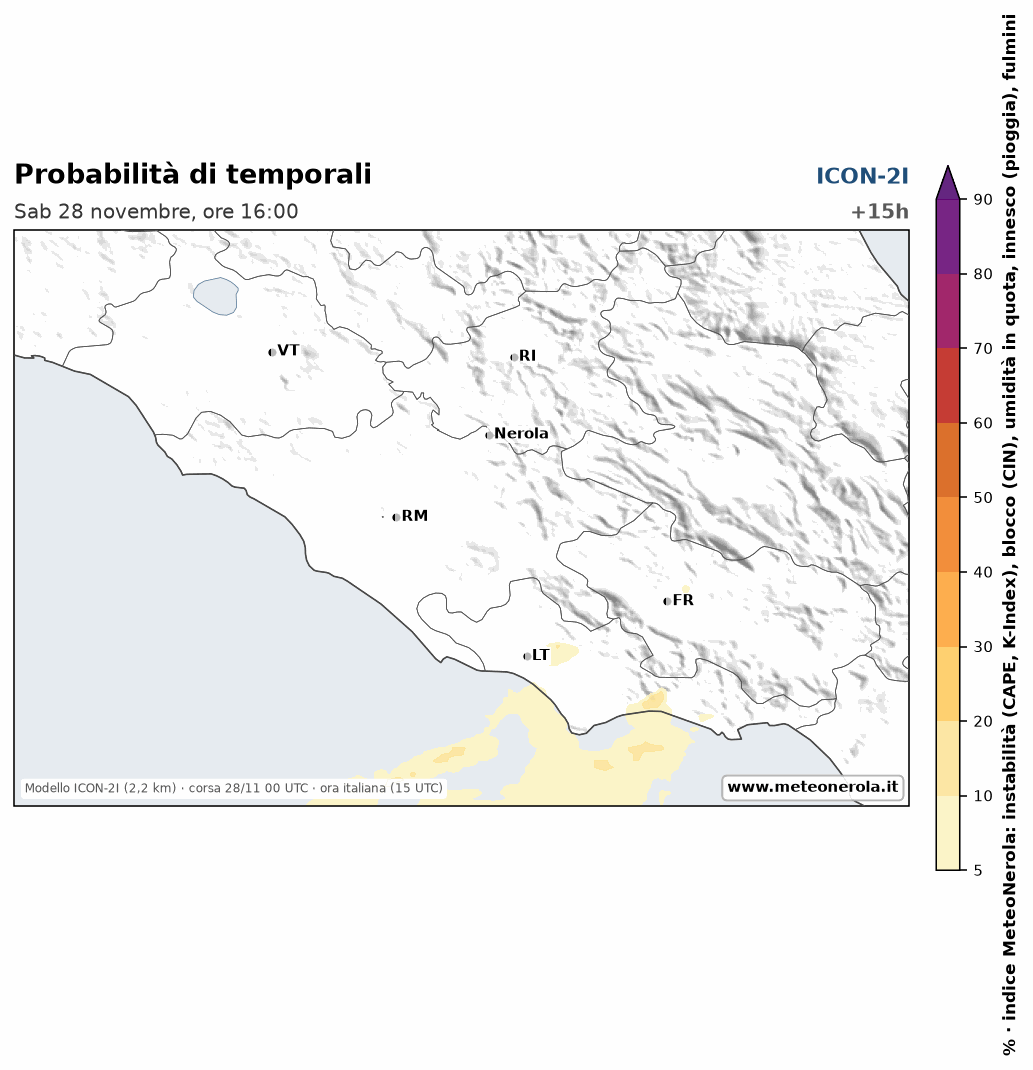 Probabilità di temporali
ICON-2I
Sab 28 novembre, ore 16:00
+15h
VT
RI
Nerola
RM
FR
LT
Modello ICON-2I (2,2 km) · corsa 28/11 00 UTC · ora italiana (15 UTC)
www.meteonerola.it
90
80
70
60
50
40
30
20
10
5
% · indice MeteoNerola: instabilità (CAPE, K-Index), blocco (CIN), umidità in quota, innesco (pioggia), fulmini